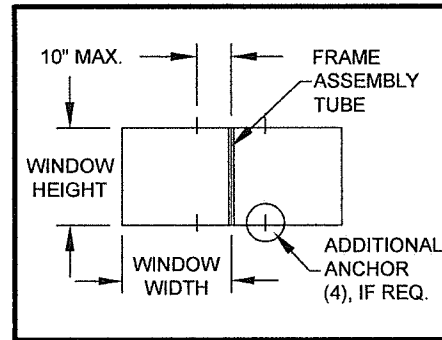 10" MAX.
FRAME
ASSEMBLY
TUBE
WINDOW
HEIGHT
WINDOW
WIDTH
ADDITIONAL
ANCHOR
(4), IF REQ.